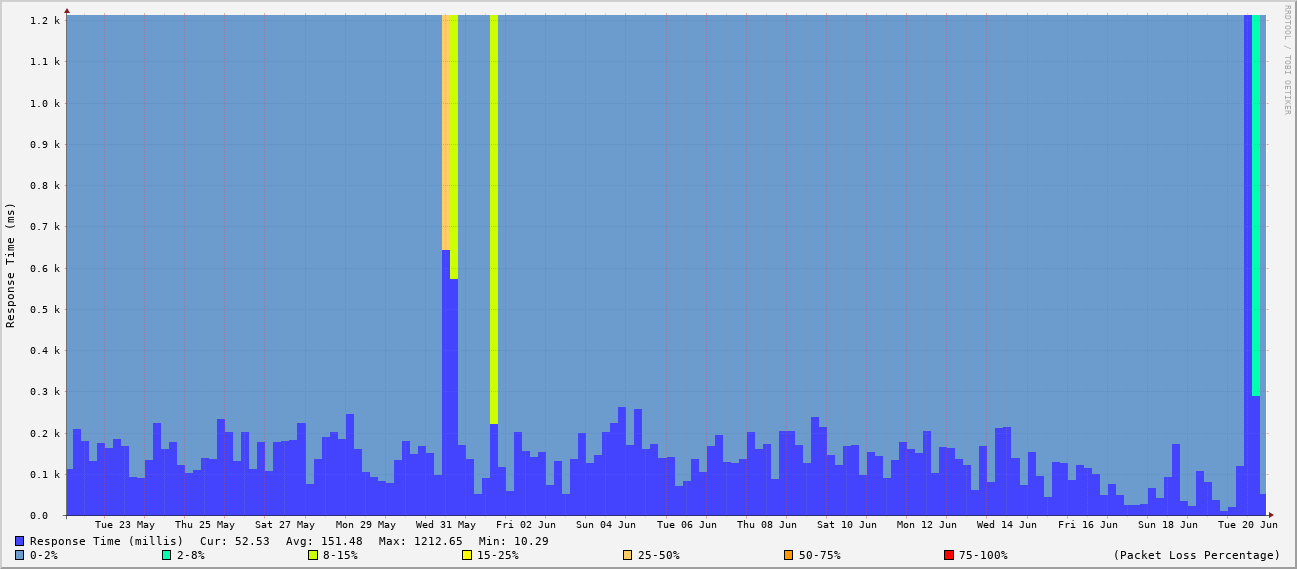 1.2 k
1.1 k
1.0 k
0.9 k
0.8 k
0.7 k
0.6 k
0.5 k
0.4 k
0.3 k
0.2 k
0.1 k
0.0
Response Time (ms)
RRDTOOL / TOBI OETIKER
Tue 23 May Thu 25 May Sat 27 May Mon 29 May Wed 31 May Fri 02 Jun Sun 04 Jun Tue 06 Jun Thu 08 Jun Sat 10 Jun Mon 12 Jun Wed 14 Jun Fri 16 Jun Sun 18 Jun Tue 20 Jun
Response Time (millis) Cur: 52.53 Avg: 151.48 Max: 1212.65 Min: 10.29
0-2% 2-8% 8-15% 15-25% 25-50% 50-75% 75-100% (Packet Loss Percentage)